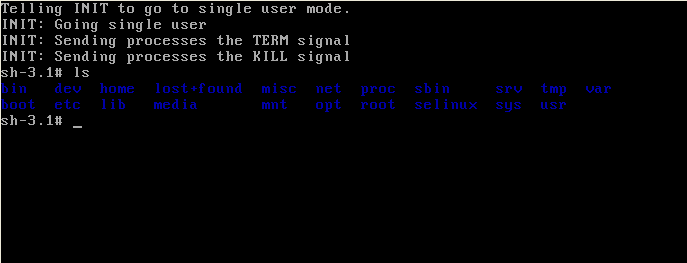 Telling INIT to go to single user mode.
INIT: Going single user
INIT: Sending processes the TERM signal
INIT: Sending processes the KILL signal
sh-3.1# ls
bin dev home lost+found misc net proc sbin srv tmp var
boot etc lib media mnt opt root selinux sys usr
sh-3.1# _